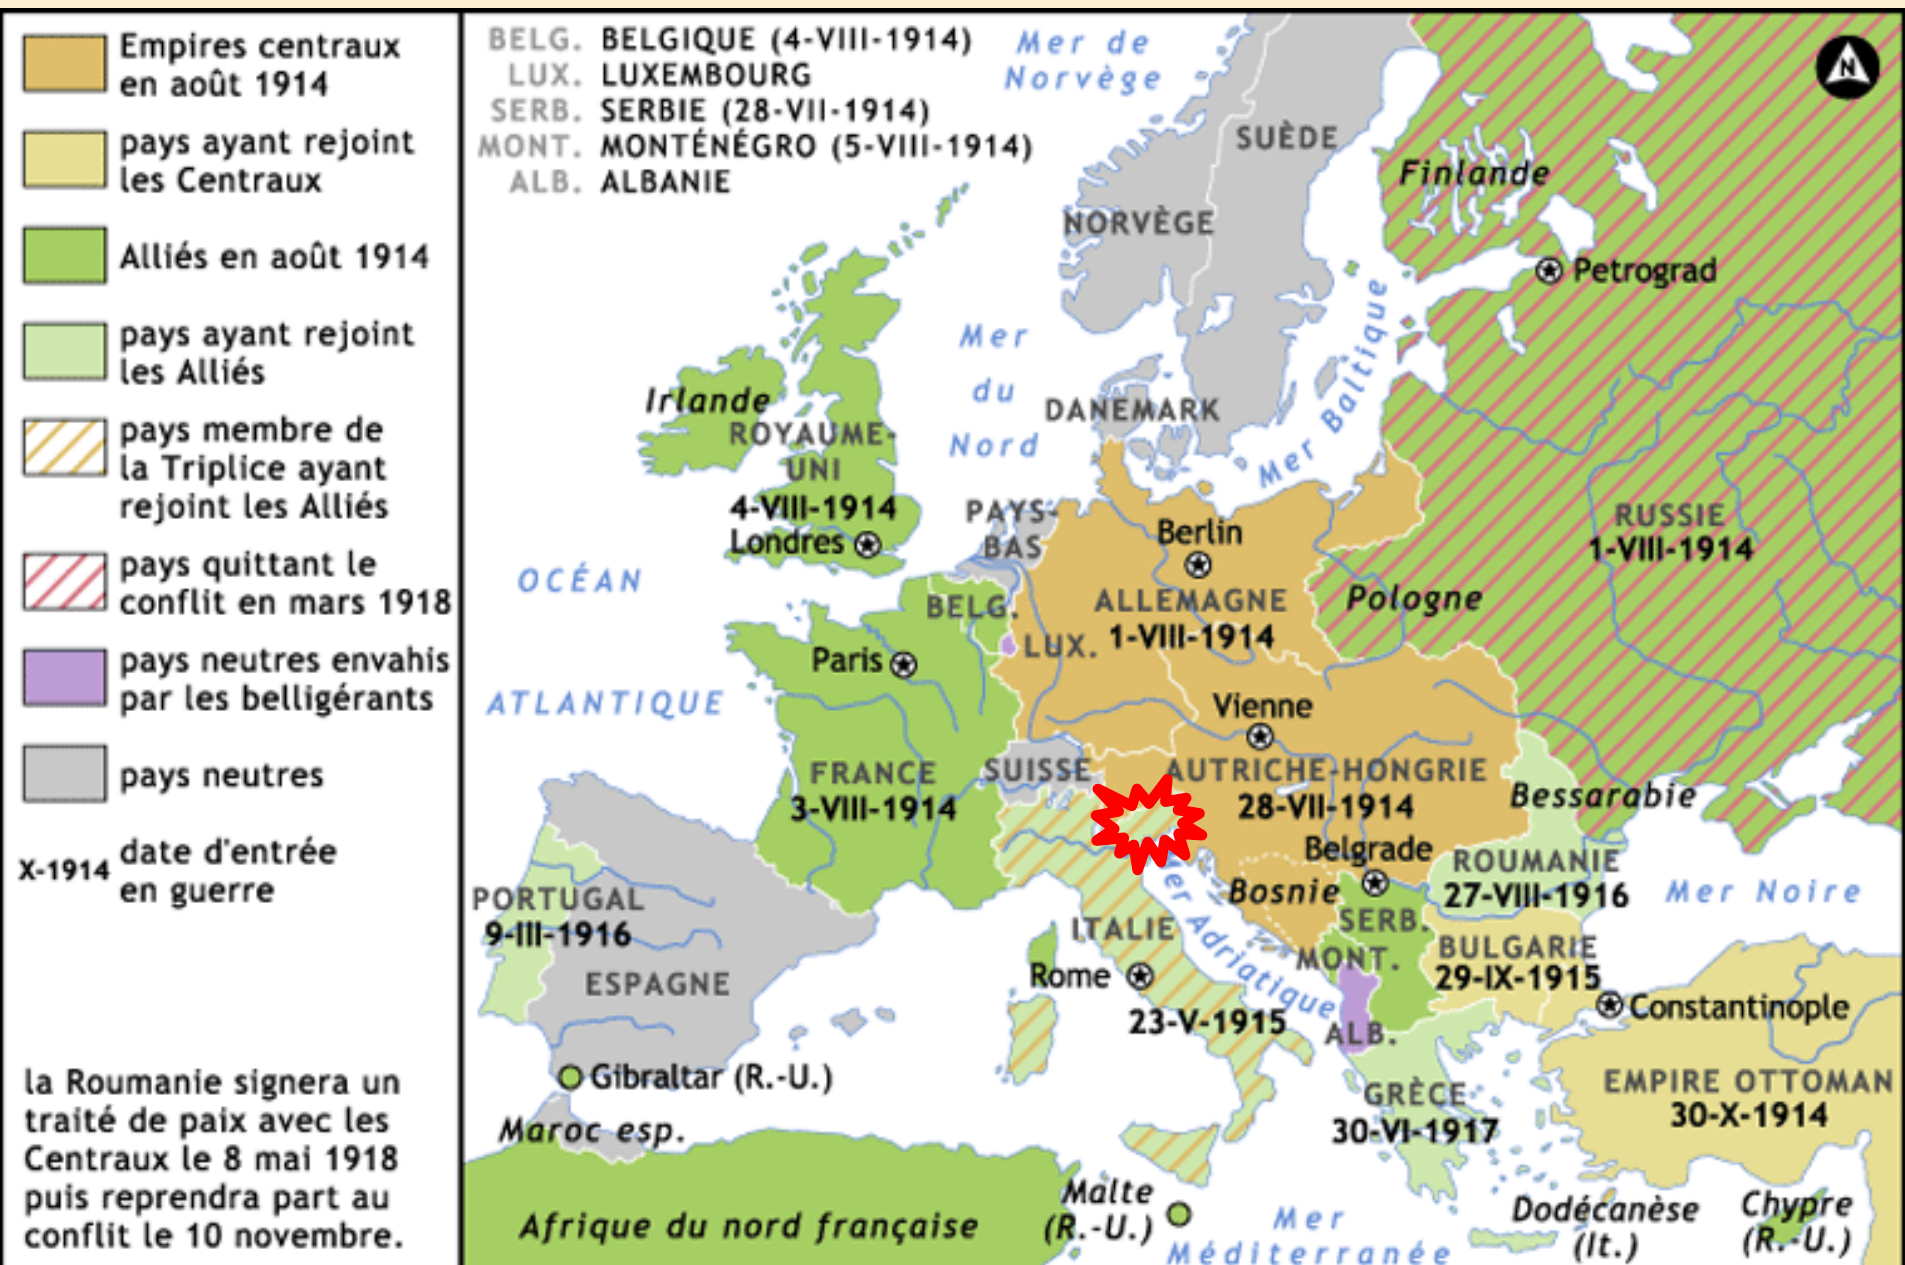 Empires centraux
en août 1914
pays ayant rejoint
les Centraux
Alliés en août 1914
pays ayant rejoint
les Alliés
pays membre de
la Triplice ayant
rejoint les Alliés
pays quittant le
conflit en mars 1918
pays neutres envahis
par les belligérants
pays neutres
X-1914 date d'entrée
en guerre
la Roumanie signera un
traité de paix avec les
Centraux le 8 mai 1918
puis reprendra part au
conflit le 10 novembre.
BELG. BELGIQUE (4-VIII-1914)
LUX. LUXEMBOURG
SERB. SERBIE (28-VII-1914)
MONT. MONTÉNÉGRO (5-VIII-1914)
ALB. ALBANIE
Mer de
Norvège
N
SUÈDE
Finlande
NORVÈGE
Petrograd
Mer
du
Nord
Mer Baltique
Irlande
DANEMARK
ROYAUME-
UNI
4-VIII-1914
Londres
PAYS-
BAS
Berlin
RUSSIE
1-VIII-1914
OCÉAN
ATLANTIQUE
BELG.
ALLEMAGNE
1-VIII-1914
Pologne
LUX.
Paris
Vienne
FRANCE
3-VIII-1914
SUISSE
AUTRICHE-HONGRIE
28-VII-1914
Bessarabie
Belgrade
ROUMANIE
27-VIII-1916
Mer Noire
Bosnie
PORTUGAL
9-III-1916
ITALIE
Mer Adriatique
SERB.
MONT.
BULGARIE
29-IX-1915
ESPAGNE
Rome
23-V-1915
Constantinople
ALB.
Gibraltar (R.-U.)
GRÈCE
30-VI-1917
EMPIRE OTTOMAN
30-X-1914
Maroc esp.
Malte
(R.-U.)
Afrique du nord française
Mer
Méditerranée
Dodécanèse
(It.)
Chypre
(R.-U.)